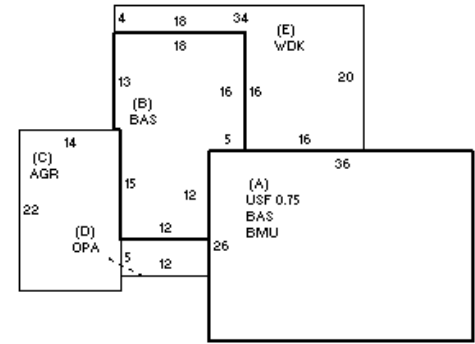 4 18 34
(E)
WDK
18
13 16 16 20
(B)
BAS
14 5 16
(C)
AGR
36
15 12
(A)
USF 0.75
BAS
BMU
22
(D)
OPA
12
26
5 12